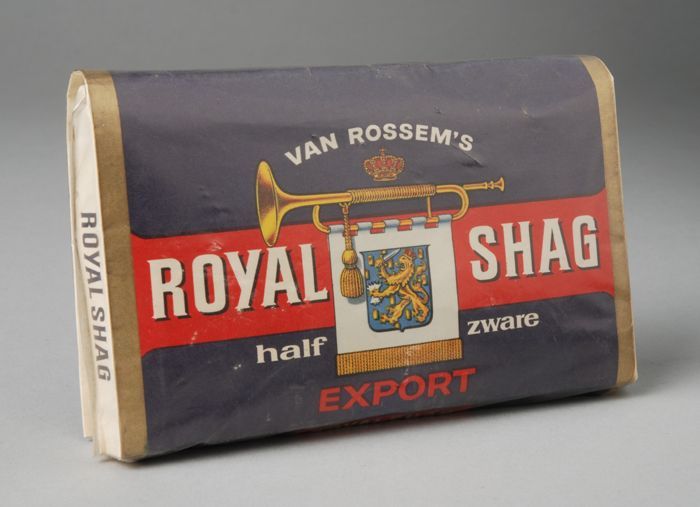 VAN ROSSEM'S
ROYAL SHAG
half zware
EXPORT
ROYAL SHAG